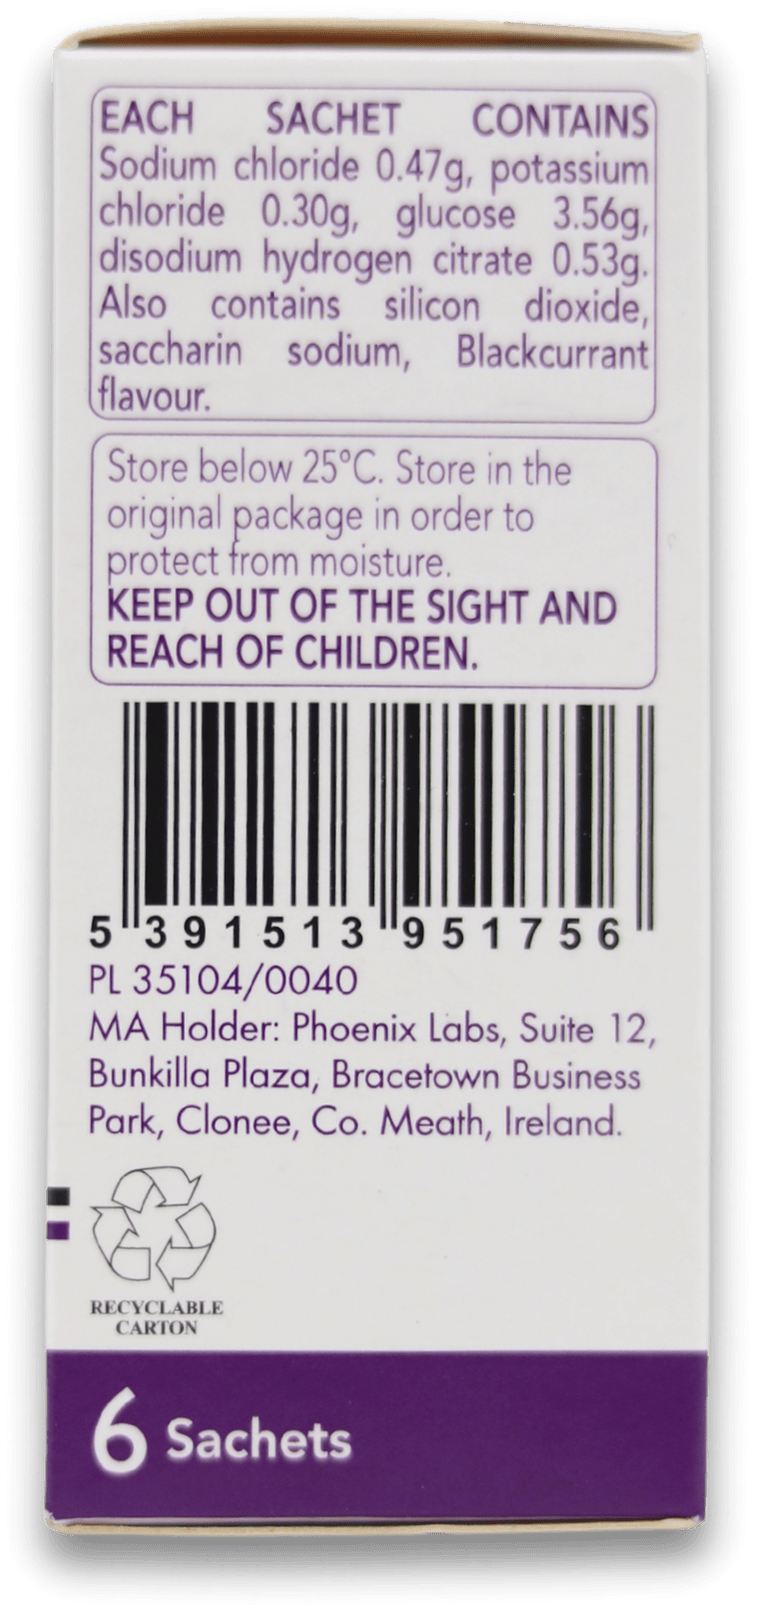 EACH SACHET CONTAINS
Sodium chloride 0.47g, potassium
chloride 0.30g, glucose 3.56g,
disodium hydrogen citrate 0.53g.
Also contains silicon dioxide,
saccharin sodium, Blackcurrant
flavour.
Store below 25°C. Store in the
original package in order to
protect from moisture.
KEEP OUT OF THE SIGHT AND
REACH OF CHILDREN.
5 391513 951756
PL 35104/0040
MA Holder: Phoenix Labs, Suite 12,
Bunkilla Plaza, Bracetown Business
Park, Clonee, Co. Meath, Ireland.
RECYCLABLE
CARTON
6 Sachets